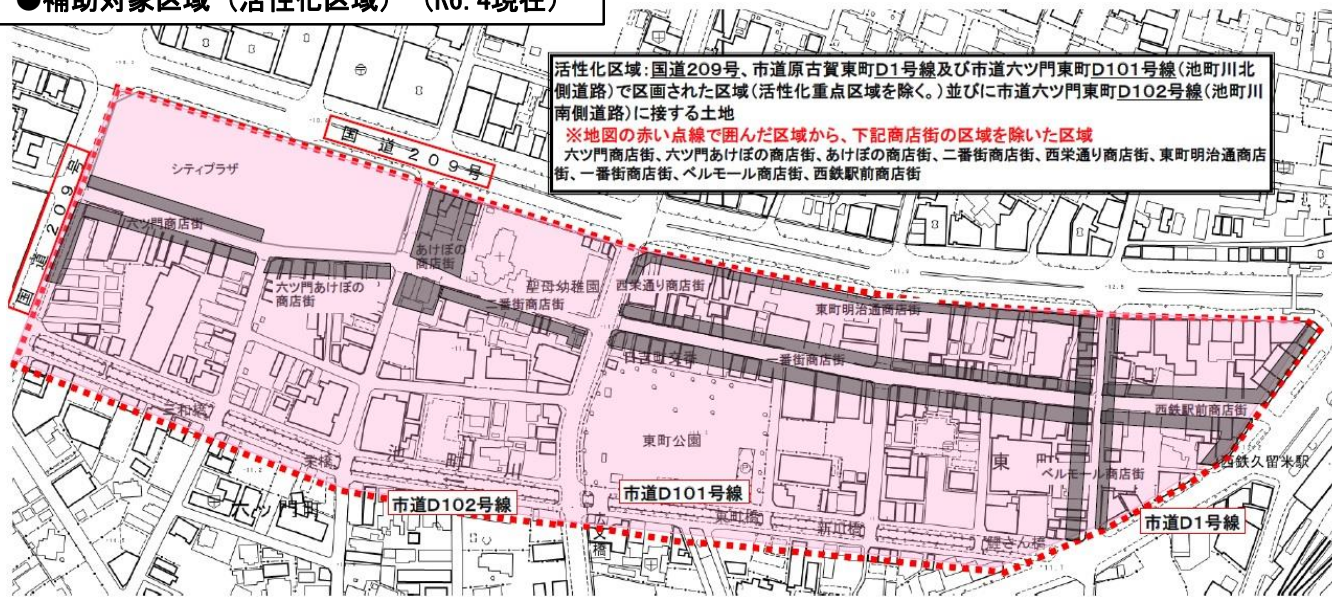 ●補助対象区域（活性化区域）（R6.4現在）
活性化区域：国道209号、市道原古賀東町D1号線及び市道六ツ門東町D101号線（池町川北
側道路）で区画された区域（活性化重点区域を除く。）並びに市道六ツ門東町D102号線（池町川
南側道路）に接する土地
※地図の赤い点線で囲んだ区域から、下記商店街の区域を除いた区域
六ツ門商店街、六ツ門あけぼの商店街、あけぼの商店街、二番街商店街、西栄通り商店街、東町明治通商店
街、一番街商店街、ベルモール商店街、西鉄駅前商店街
国道209号
国道209号
シティプラザ
六ツ門商店街
あけぼの
商店街
六ツ門あけぼの
商店街
聖母幼稚園
二番街商店街
西栄通り商店街
東町明治通商店街
日吉町交番
一番街商店街
西鉄駅前商店街
三和橋
栄橋
池町
東町公園
東町
ベルモール商店街
西鉄久留米駅
六ツ門町
市道D102号線
市道D101号線
東町橋
新川橋
市道D1号線